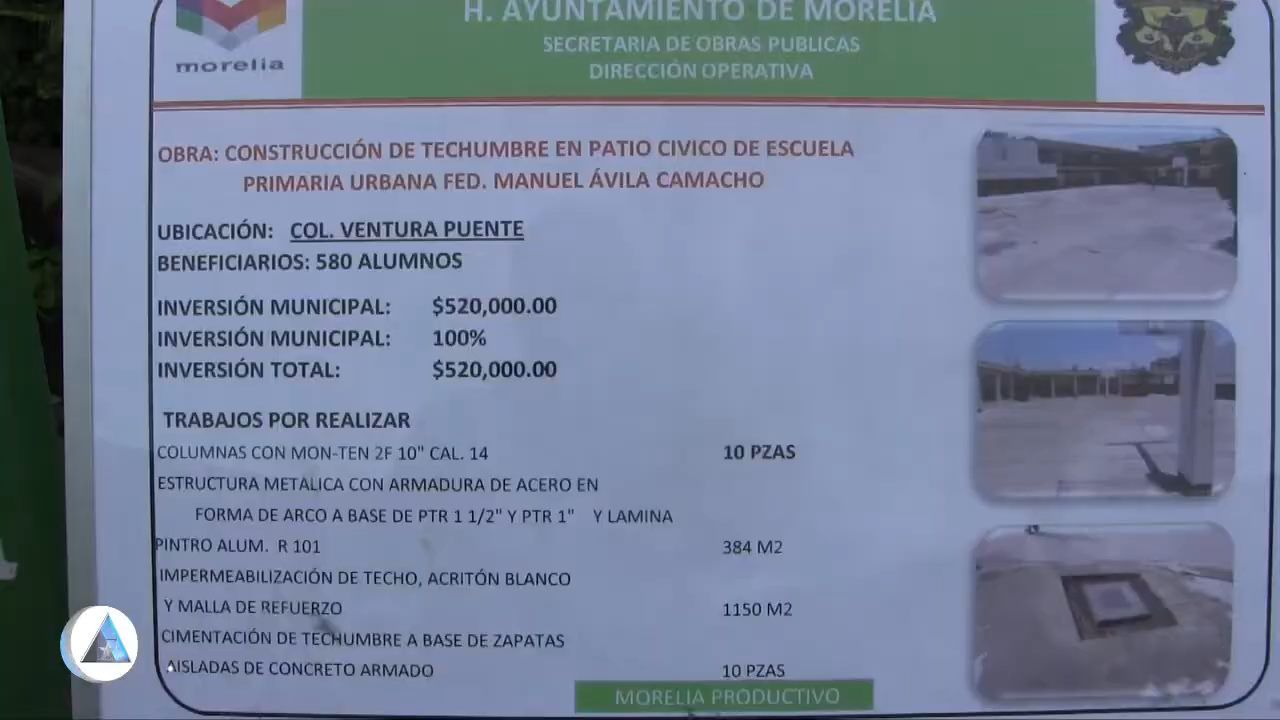 morelia
H. AYUNTAMIENTO DE MORELIA
SECRETARIA DE OBRAS PUBLICAS
DIRECCIÓN OPERATIVA
OBRA: CONSTRUCCIÓN DE TECHUMBRE EN PATIO CIVICO DE ESCUELA
PRIMARIA URBANA FED. MANUEL ÁVILA CAMACHO
UBICACIÓN: COL. VENTURA PUENTE
BENEFICIARIOS: 580 ALUMNOS
INVERSIÓN MUNICIPAL: $520,000.00
INVERSIÓN MUNICIPAL: 100%
INVERSIÓN TOTAL: $520,000.00
TRABAJOS POR REALIZAR
COLUMNAS CON MON-TEN 2F 10" CAL. 14 10 PZAS
ESTRUCTURA METÁLICA CON ARMADURA DE ACERO EN
FORMA DE ARCO A BASE DE PTR 1 1/2" Y PTR 1" Y LAMINA
PINTRO ALUM. R 101 384 M2
IMPERMEABILIZACIÓN DE TECHO, ACRITÓN BLANCO
Y MALLA DE REFUERZO 1150 M2
CIMENTACIÓN DE TECHUMBRE A BASE DE ZAPATAS
AISLADAS DE CONCRETO ARMADO 10 PZAS
MORELIA PRODUCTIVO